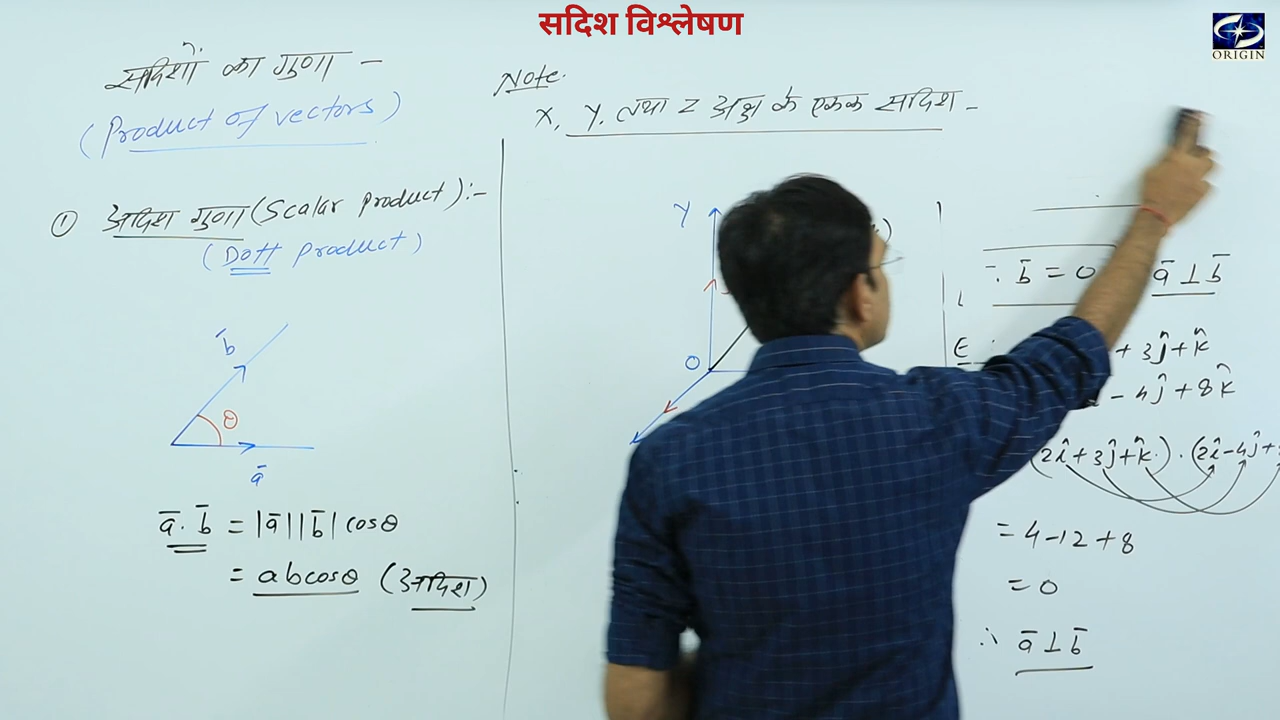 सदिश विश्लेषण
ORIGIN
सदिशों का गुणा –
(Product of vectors)
① अदिश गुणा (Scalar product):-
(Dott product)
b̄
θ
ā
ā . b̄ = |ā| |b̄| cosθ
= abcosθ (अदिश)
Note.
X, Y, तथा Z अक्ष के एकक सदिश –
Y
O
b̄ = 0
ā ⊥ b̄
+ 3ĵ + k̂
– 4ĵ + 8k̂
(2î + 3ĵ + k̂) . (2î – 4ĵ +
= 4 – 12 + 8
= 0
∴ ā ⊥ b̄